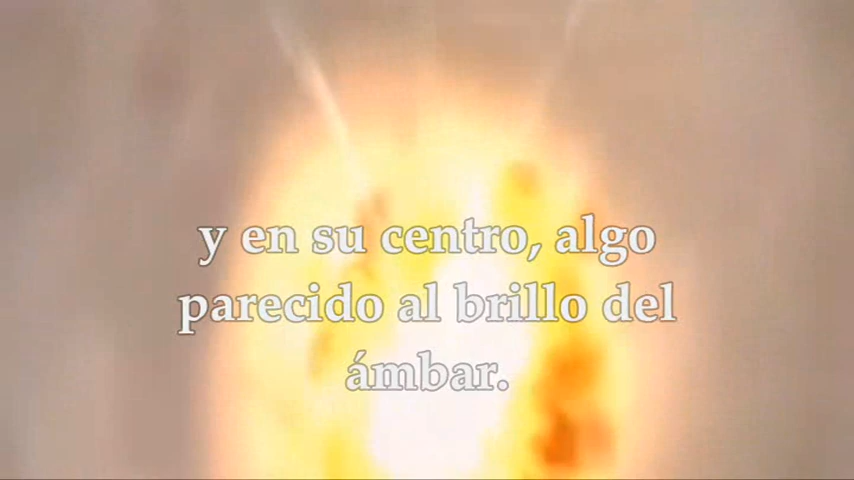 y en su centro, algo
parecido al brillo del
ámbar.